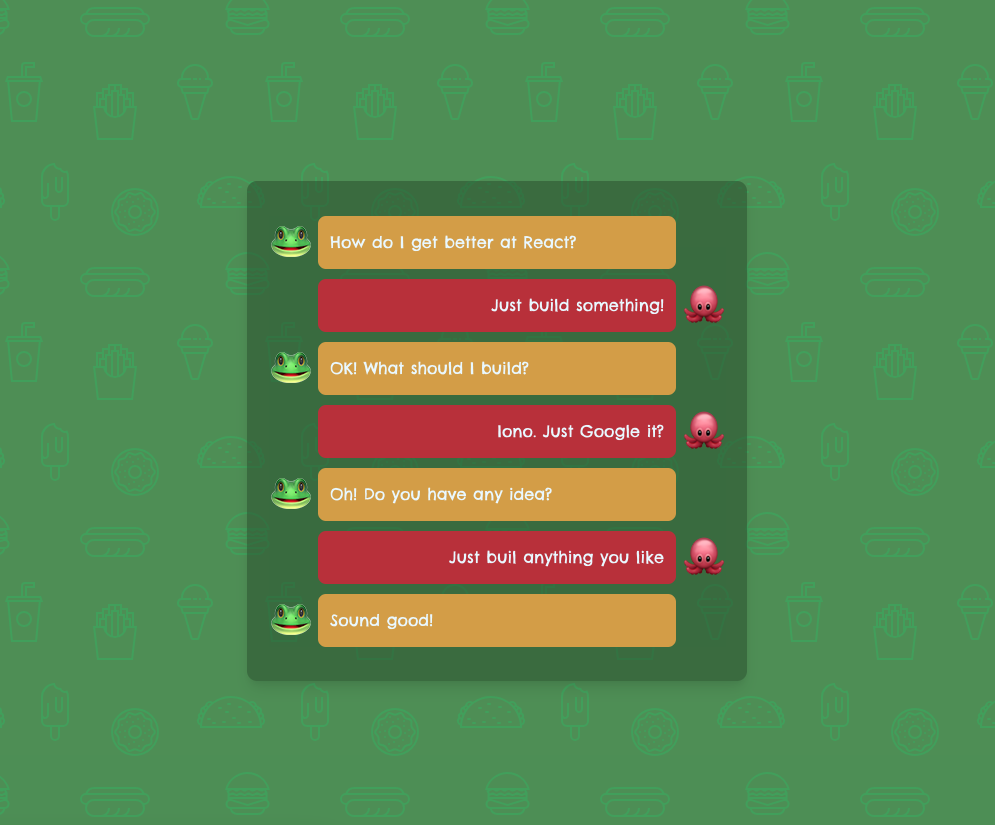 How do I get better at React?
Just build something!
OK! What should I build?
Iono. Just Google it?
Oh! Do you have any idea?
Just buil anything you like
Sound good!